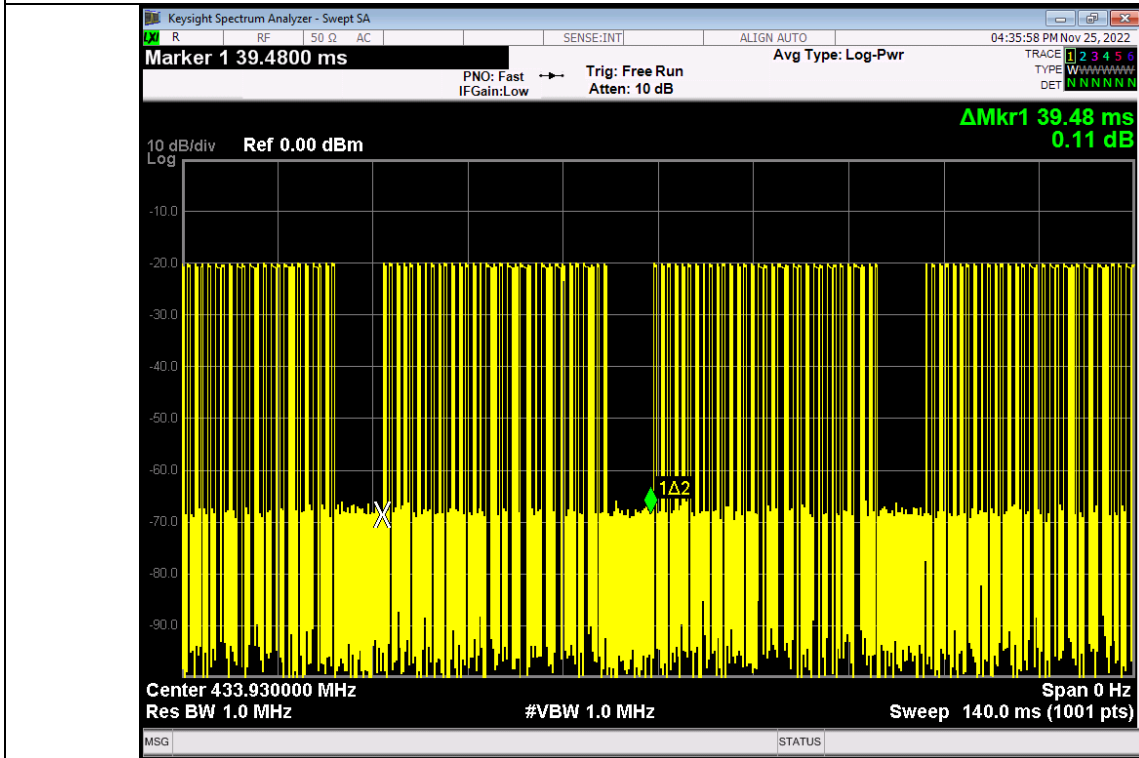 Keysight Spectrum Analyzer - Swept SA
LXI R RF 50 Ω AC SENSE:INT ALIGN AUTO 04:35:58 PM Nov 25, 2022
Marker 1 39.4800 ms
PNO: Fast Trig: Free Run Avg Type: Log-Pwr TRACE 1 2 3 4 5 6
IFGain:Low Atten: 10 dB TYPE WWWWWW
DET N N N N N N
ΔMkr1 39.48 ms
0.11 dB
10 dB/div Ref 0.00 dBm
Log
-10.0
-20.0
-30.0
-40.0
-50.0
-60.0
1Δ2
X
-70.0
-80.0
-90.0
Center 433.930000 MHz Span 0 Hz
Res BW 1.0 MHz #VBW 1.0 MHz Sweep 140.0 ms (1001 pts)
MSG STATUS